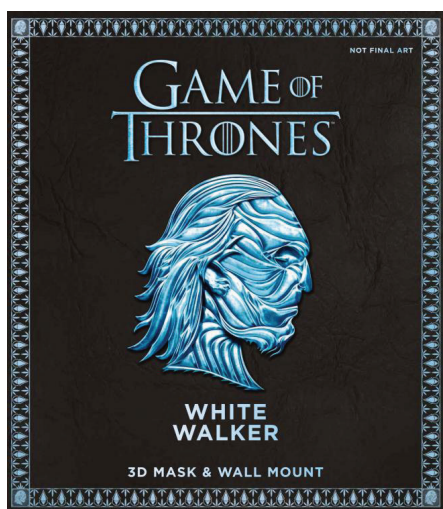 NOT FINAL ART
GAME OF
THRONES
WHITE
WALKER
3D MASK & WALL MOUNT